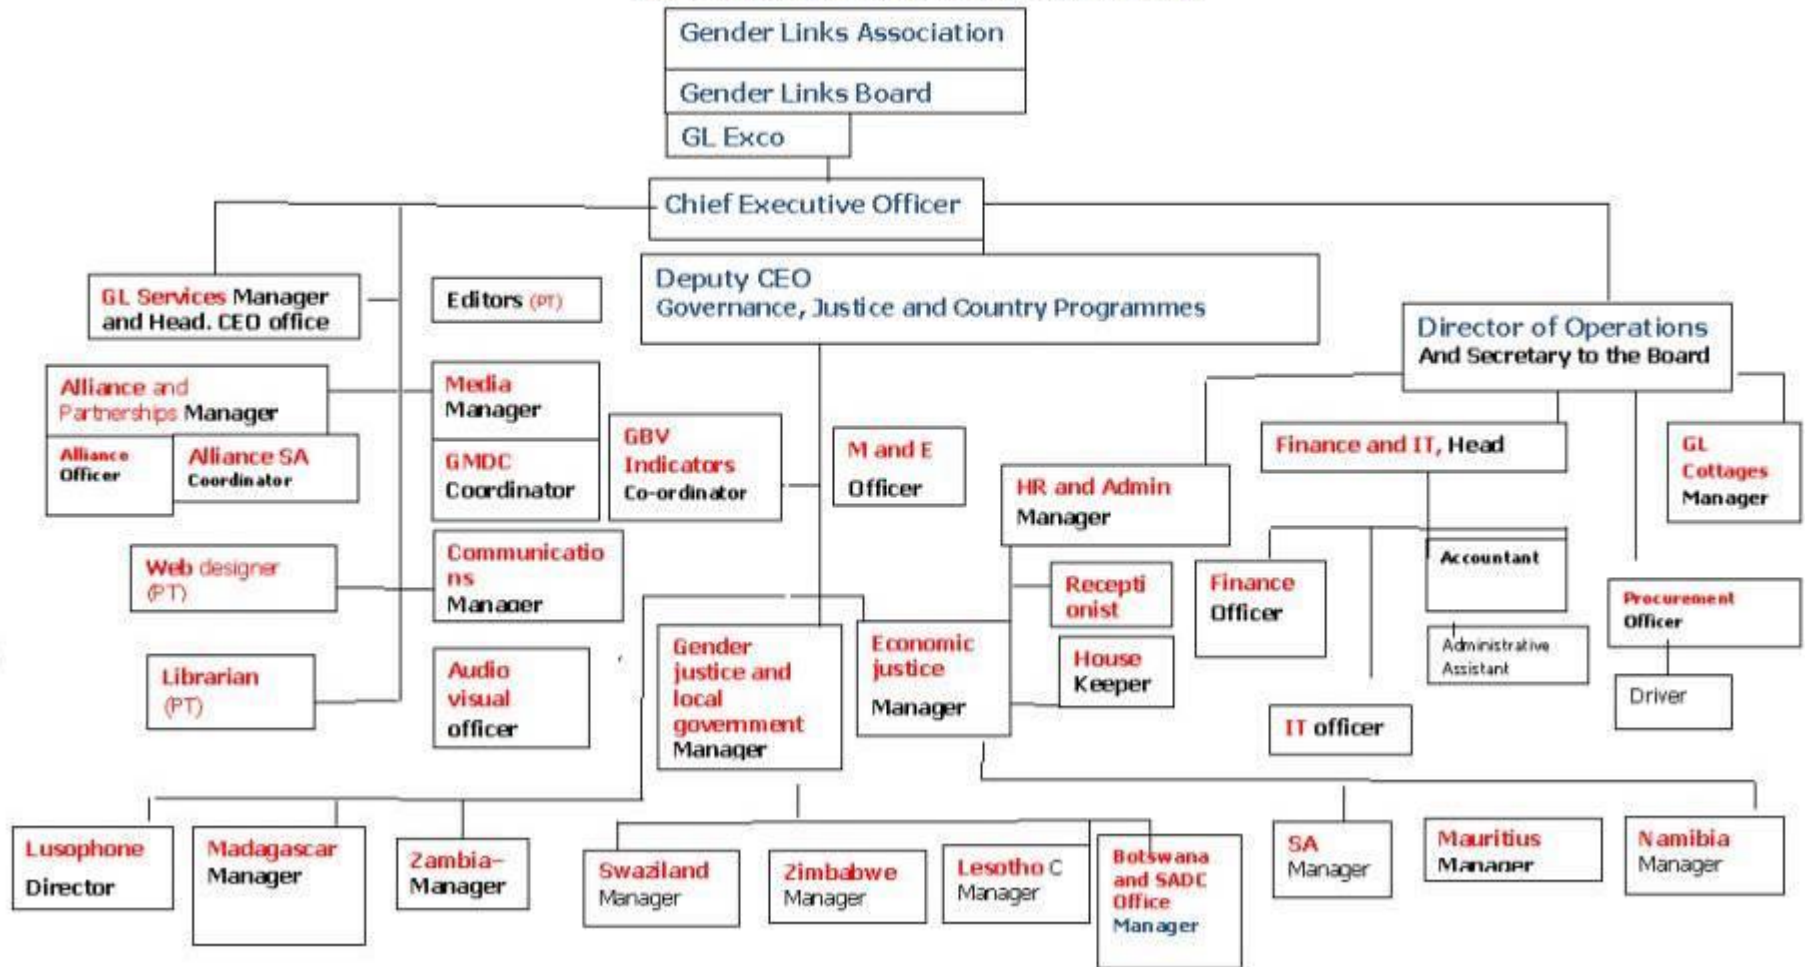 Gender Links Association
Gender Links Board
GL Exco
Chief Executive Officer
Deputy CEO
Governance, Justice and Country Programmes
GL Services Manager
and Head. CEO office
Editors (PT)
Director of Operations
And Secretary to the Board
Alliance and
Partnerships Manager
Alliance
Officer
Alliance SA
Coordinator
Media
Manager
GMDC
Coordinator
GBV
Indicators
Co-ordinator
M and E
Officer
HR and Admin
Manager
Finance and IT, Head
GL
Cottages
Manager
Web designer
(PT)
Communicatio
ns
Manager
Recepti
onist
Finance
Officer
Accountant
Procurement
Officer
Librarian
(PT)
Audio
visual
officer
Gender
justice and
local
government
Manager
Economic
justice
Manager
House
Keeper
Administrative
Assistant
Driver
IT officer
Lusophone
Director
Madagascar
Manager
Zambia–
Manager
Swaziland
Manager
Zimbabwe
Manager
Lesotho C
Manager
Botswana
and SADC
Office
Manager
SA
Manager
Mauritius
Manager
Namibia
Manager